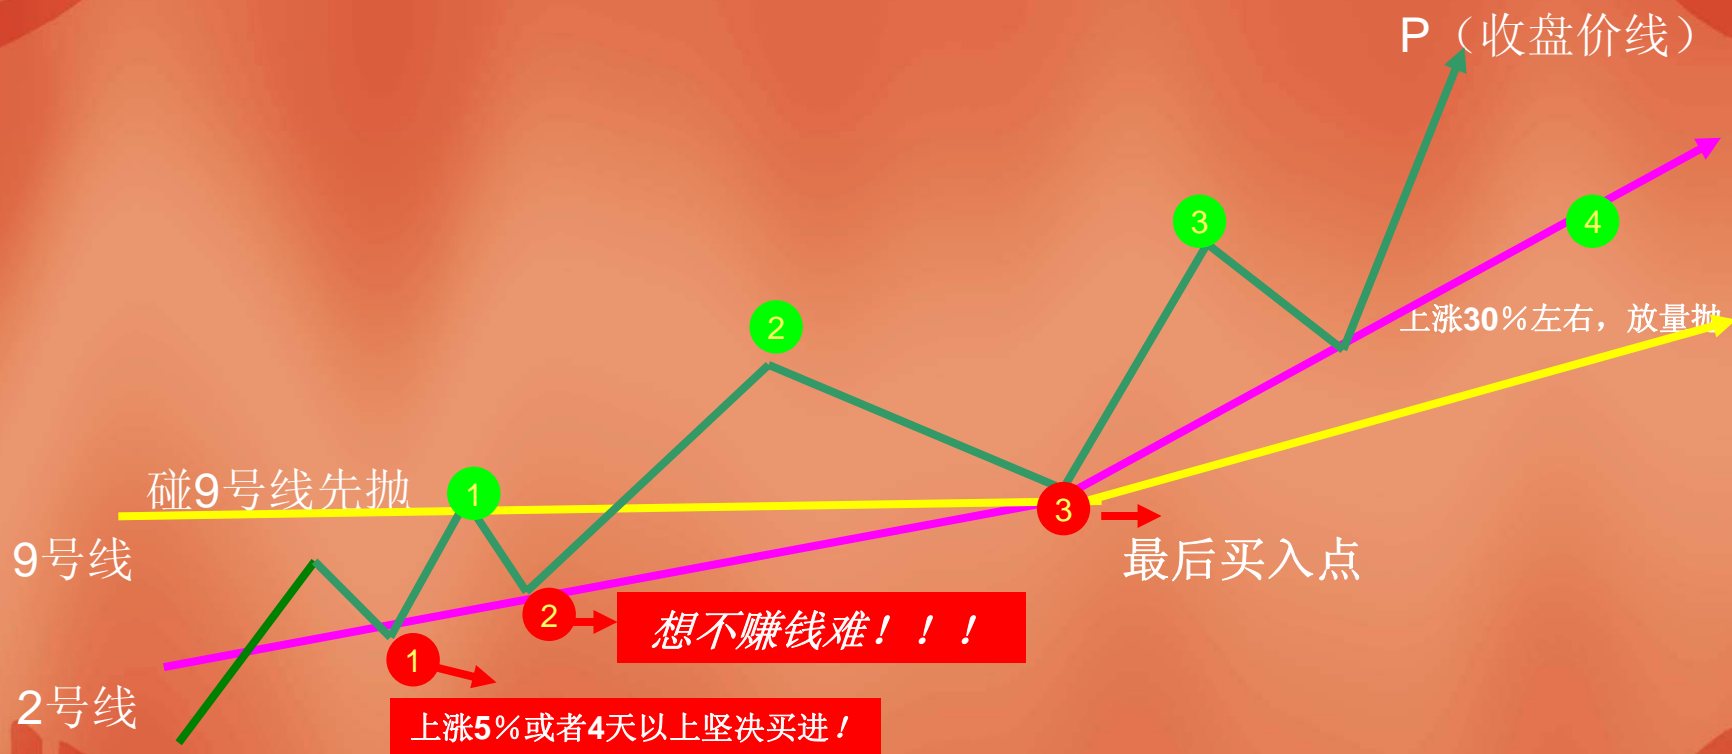 P（收盘价线）
3
4
上涨30％左右，放量抛
2
碰9号线先抛
1
9号线
3
最后买入点
2
想不赚钱难！！！
1
2号线
上涨5％或者4天以上坚决买进！